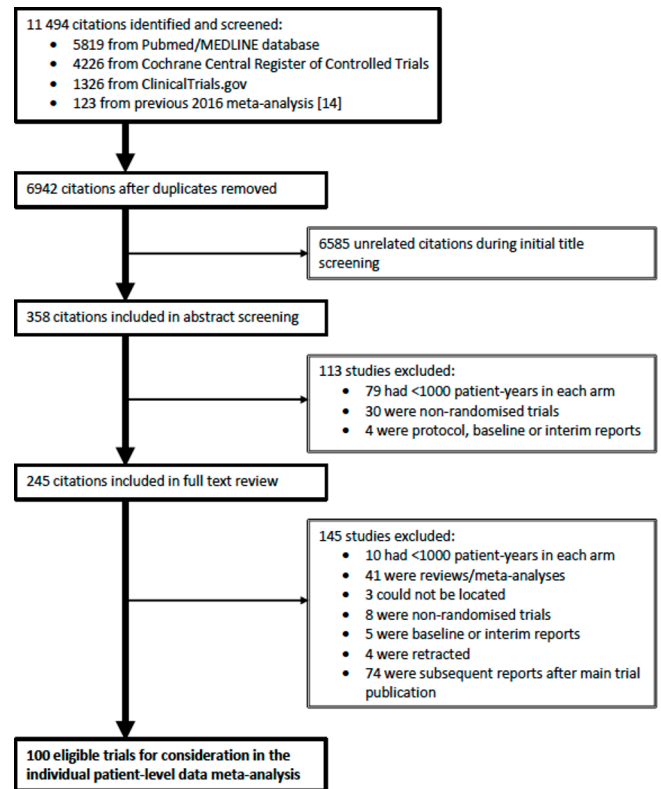 11 494 citations identified and screened:
• 5819 from Pubmed/MEDLINE database
• 4226 from Cochrane Central Register of Controlled Trials
• 1326 from ClinicalTrials.gov
• 123 from previous 2016 meta-analysis [14]
6942 citations after duplicates removed
6585 unrelated citations during initial title
screening
358 citations included in abstract screening
113 studies excluded:
• 79 had <1000 patient-years in each arm
• 30 were non-randomised trials
• 4 were protocol, baseline or interim reports
245 citations included in full text review
145 studies excluded:
• 10 had <1000 patient-years in each arm
• 41 were reviews/meta-analyses
• 3 could not be located
• 8 were non-randomised trials
• 5 were baseline or interim reports
• 4 were retracted
• 74 were subsequent reports after main trial
publication
100 eligible trials for consideration in the
individual patient-level data meta-analysis